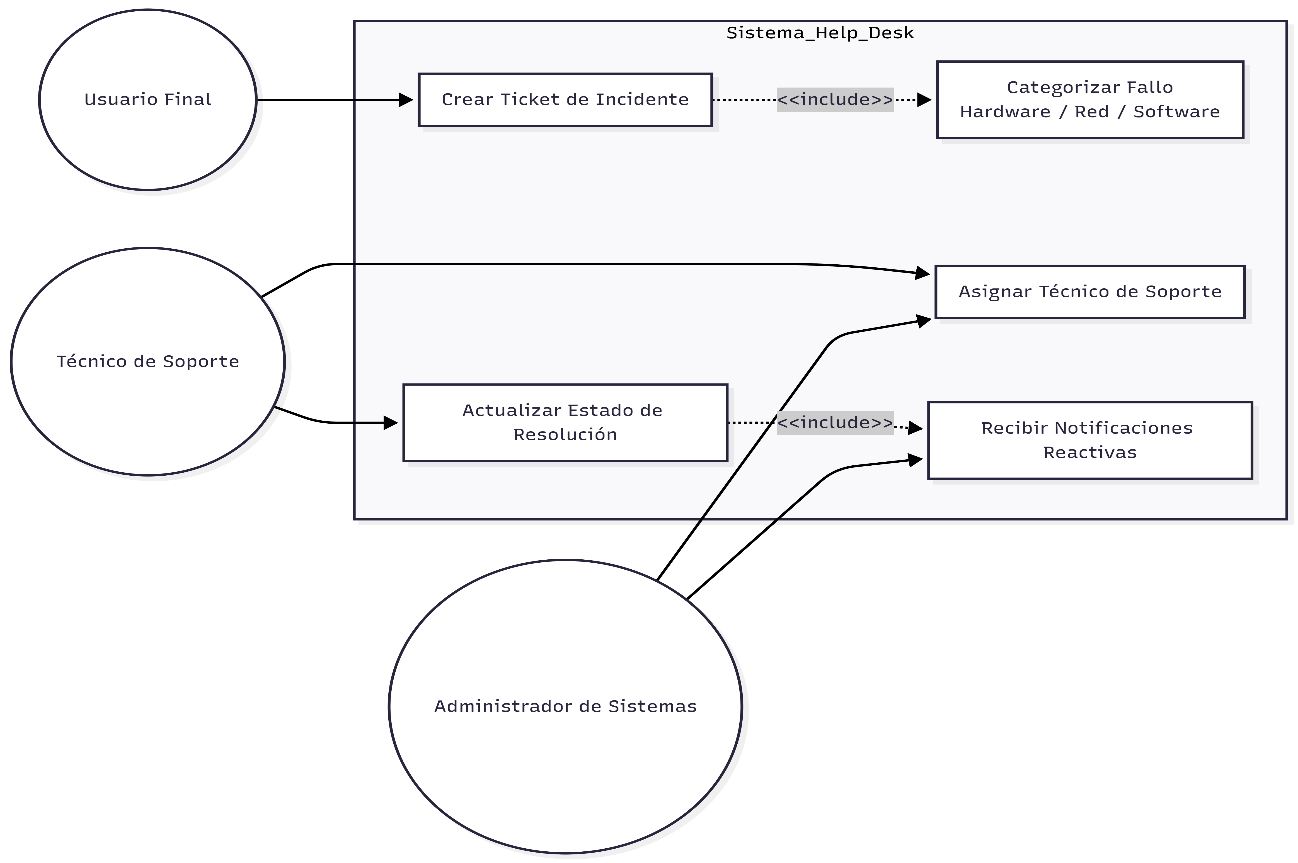 Sistema_Help_Desk
Usuario Final
Crear Ticket de Incidente
<<include>>
Categorizar Fallo
Hardware / Red / Software
Técnico de Soporte
Asignar Técnico de Soporte
Actualizar Estado de
Resolución
<<include>>
Recibir Notificaciones
Reactivas
Administrador de Sistemas